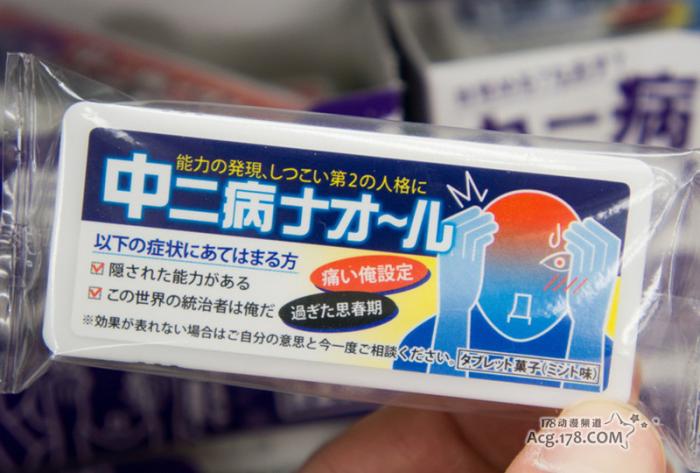 能力の発現、しつこい第2の人格に
中二病ナオ〜ル
以下の症状にあてはまる方
隠された能力がある
この世界の統治者は俺だ
痛い俺設定
過ぎた思春期
※効果が表れない場合はご自分の意思と今一度ご相談ください。
タブレット菓子(ミント味)
病
178动漫频道
Acg.178.COM